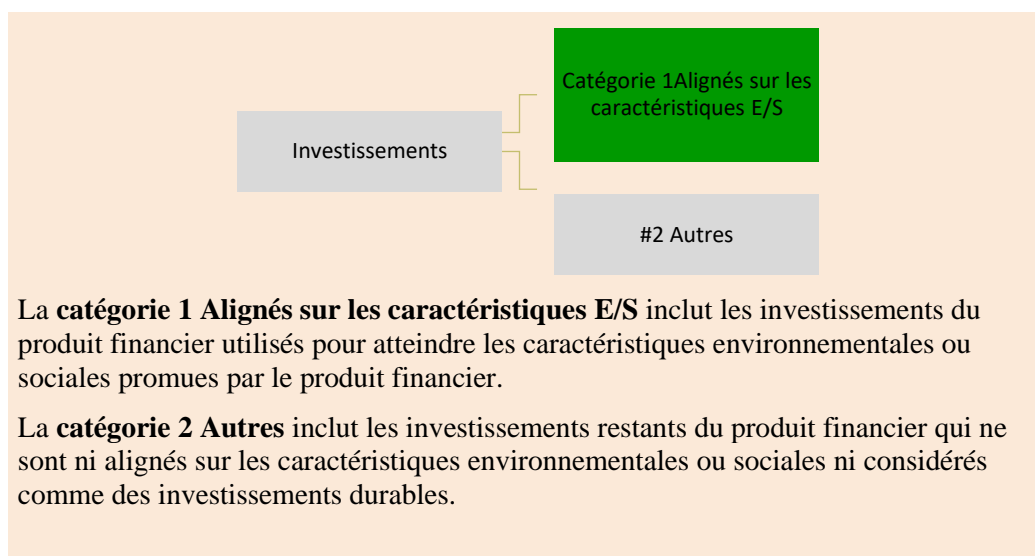 Catégorie 1Alignés sur les
caractéristiques E/S
Investissements
#2 Autres
La catégorie 1 Alignés sur les caractéristiques E/S inclut les investissements du
produit financier utilisés pour atteindre les caractéristiques environnementales ou
sociales promues par le produit financier.
La catégorie 2 Autres inclut les investissements restants du produit financier qui ne
sont ni alignés sur les caractéristiques environnementales ou sociales ni considérés
comme des investissements durables.